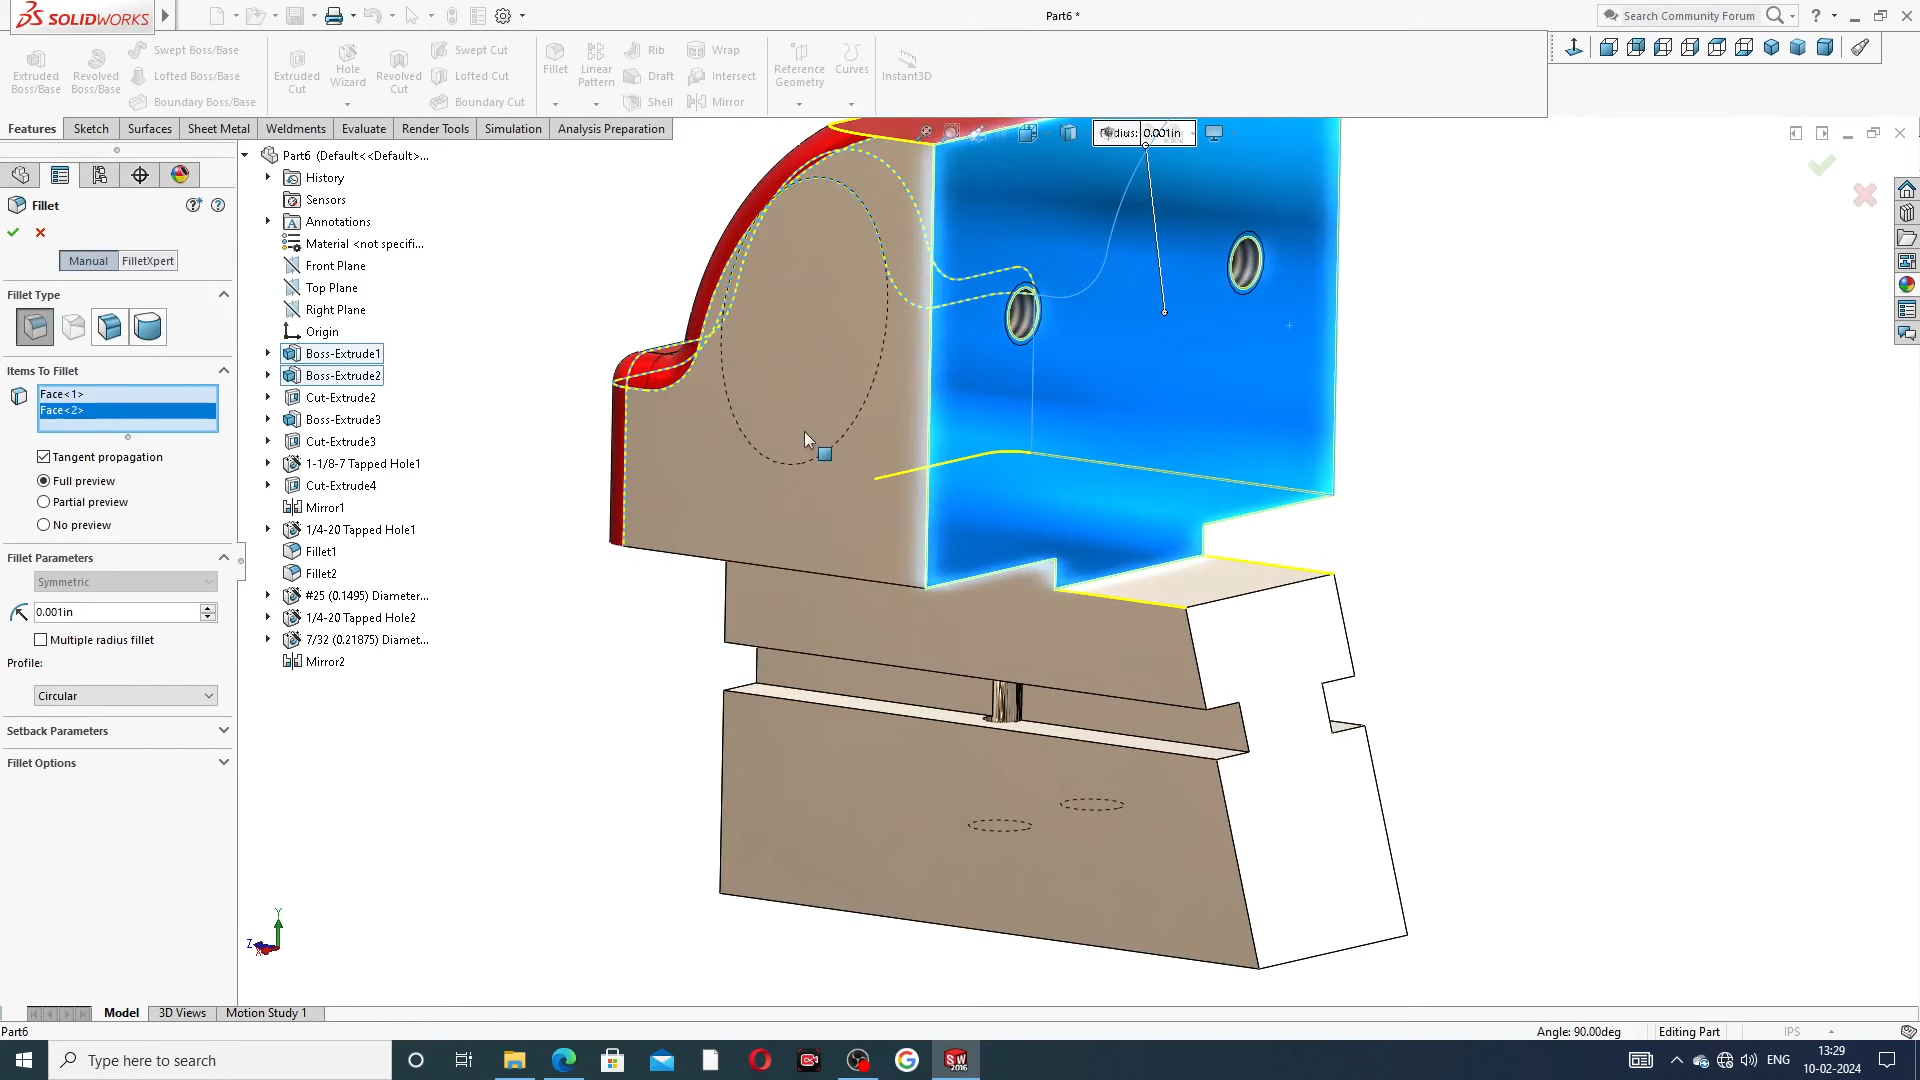 SOLIDWORKS
Part6 *
Search Community Forum
Extruded Boss/Base
Revolved Boss/Base
Swept Boss/Base
Lofted Boss/Base
Boundary Boss/Base
Extruded Cut
Hole Wizard
Revolved Cut
Swept Cut
Lofted Cut
Boundary Cut
Fillet
Linear Pattern
Rib
Draft
Shell
Wrap
Intersect
Mirror
Reference Geometry
Curves
Instant3D
Features
Sketch
Surfaces
Sheet Metal
Weldments
Evaluate
Render Tools
Simulation
Analysis Preparation
Fillet
Manual
FilletXpert
Fillet Type
Items To Fillet
Face<1>
Face<2>
Tangent propagation
Full preview
Partial preview
No preview
Fillet Parameters
Symmetric
0.001in
Multiple radius fillet
Profile:
Circular
Setback Parameters
Fillet Options
Part6 (Default<<Default>...
History
Sensors
Annotations
Material <not specifi...
Front Plane
Top Plane
Right Plane
Origin
Boss-Extrude1
Boss-Extrude2
Cut-Extrude2
Boss-Extrude3
Cut-Extrude3
1-1/8-7 Tapped Hole1
Cut-Extrude4
Mirror1
1/4-20 Tapped Hole1
Fillet1
Fillet2
#25 (0.1495) Diameter...
1/4-20 Tapped Hole2
7/32 (0.21875) Diamet...
Mirror2
0.001in
Y
Z
Model
3D Views
Motion Study 1
Part6
Angle: 90.00deg
Editing Part
IPS
Type here to search
ENG
13:29
10-02-2024